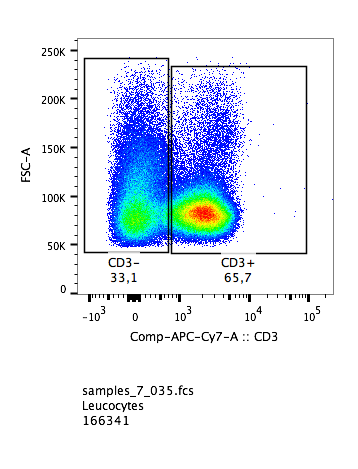 250K
200K
150K
100K
50K
0
FSC-A
CD3-
33,1
CD3+
65,7
-10³ 0 10³ 10⁴ 10⁵
Comp-APC-Cy7-A :: CD3
samples_7_035.fcs
Leucocytes
166341